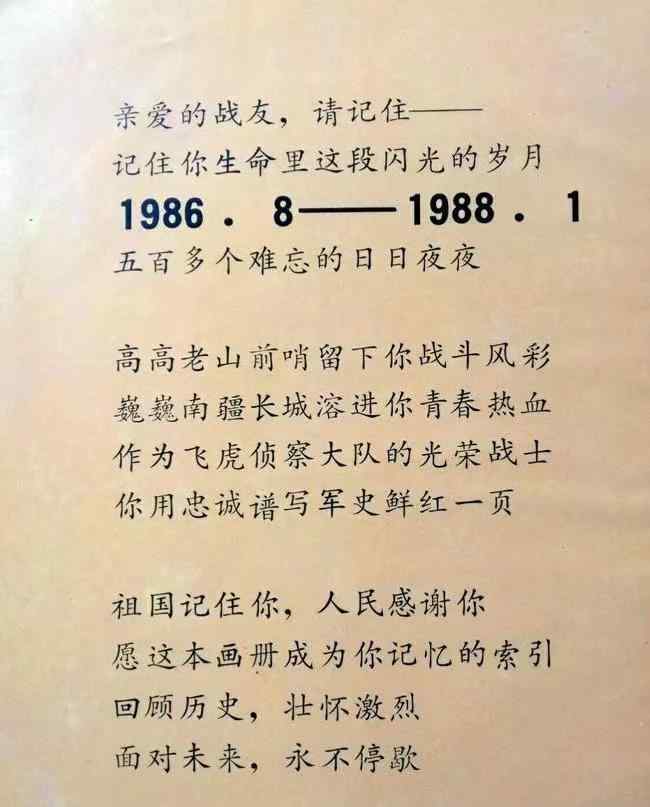 亲爱的战友，请记住——
记住你生命里这段闪光的岁月
1986．8——1988．1
五百多个难忘的日日夜夜
高高老山前哨留下你战斗风彩
巍巍南疆长城溶进你青春热血
作为飞虎侦察大队的光荣战士
你用忠诚谱写军史鲜红一页
祖国记住你，人民感谢你
愿这本画册成为你记忆的索引
回顾历史，壮怀激烈
面对未来，永不停歇